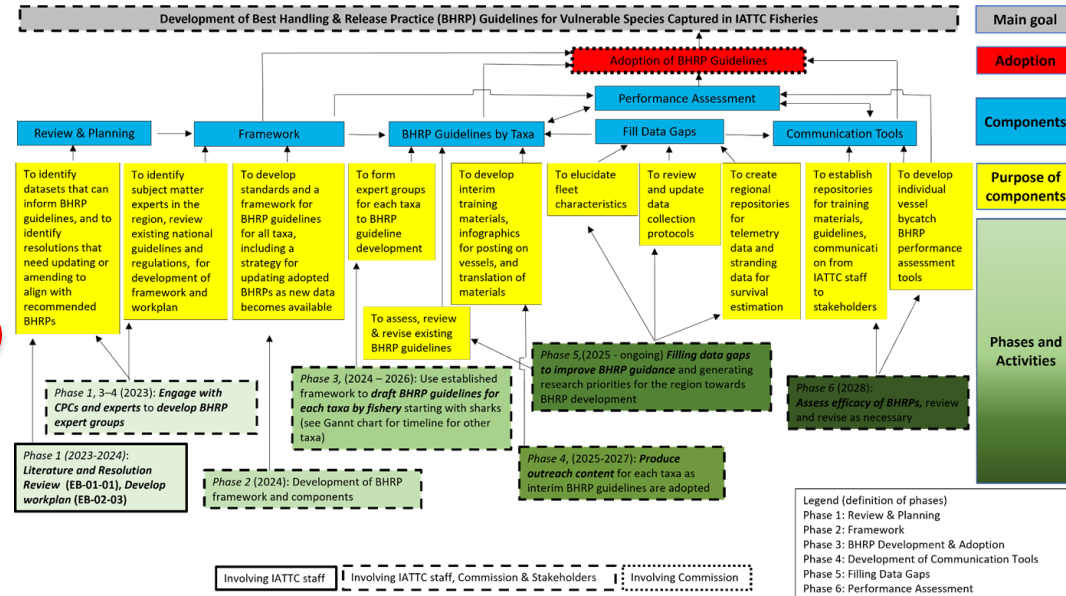 Development of Best Handling & Release Practice (BHRP) Guidelines for Vulnerable Species Captured in IATTC Fisheries
Main goal
Adoption of BHRP Guidelines
Adoption
Performance Assessment
Components
Review & Planning
Framework
BHRP Guidelines by Taxa
Fill Data Gaps
Communication Tools
To identify
datasets that can
inform BHRP
guidelines, and to
identify
resolutions that
need updating or
amending to
align with
recommended
BHRPs
To identify
subject matter
experts in the
region, review
existing national
guidelines and
regulations, for
development of
framework and
workplan
To develop
standards and a
framework for
BHRP guidelines
for all taxa,
including a
strategy for
updating adopted
BHRPs as new data
becomes available
To form
expert groups
for each taxa to
BHRP
guideline
development
To assess, review
& revise existing
BHRP guidelines
To develop
interim
training
materials,
infographics
for posting on
vessels, and
translation of
materials
To elucidate
fleet
characteristics
To review
and update
data
collection
protocols
To create
regional
repositories
for
telemetry
data and
stranding
data for
survival
estimation
To establish
repositories
for training
materials,
guidelines,
communicati
on from
IATTC staff
to
stakeholders
To develop
individual
vessel
bycatch
BHRP
performance
assessment
tools
Purpose of
components
Phases and
Activities
Phase 1, 3–4 (2023): Engage with
CPCs and experts to develop BHRP
expert groups
Phase 1 (2023-2024):
Literature and Resolution
Review (EB-01-01), Develop
workplan (EB-02-03)
Phase 2 (2024): Development of BHRP
framework and components
Phase 3, (2024 – 2026): Use established
framework to draft BHRP guidelines for
each taxa by fishery starting with sharks
(see Gannt chart for timeline for other
taxa)
Phase 5,(2025 - ongoing) Filling data gaps
to improve BHRP guidance and generating
research priorities for the region towards
BHRP development
Phase 4, (2025-2027): Produce
outreach content for each taxa as
interim BHRP guidelines are adopted
Phase 6 (2028):
Assess efficacy of BHRPs, review
and revise as necessary
Legend (definition of phases)
Phase 1: Review & Planning
Phase 2: Framework
Phase 3: BHRP Development & Adoption
Phase 4: Development of Communication Tools
Phase 5: Filling Data Gaps
Phase 6: Performance Assessment
Involving IATTC staff
Involving IATTC staff, Commission & Stakeholders
Involving Commission